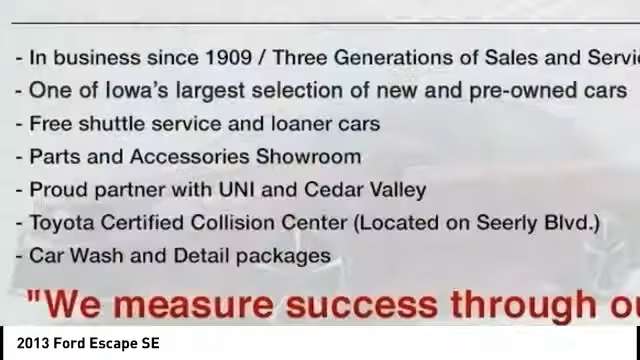 - In business since 1909 / Three Generations of Sales and
- One of Iowa's largest selection of new and pre-owned cars
- Free shuttle service and loaner cars
- Parts and Accessories Showroom
- Proud partner with UNI and Cedar Valley
- Toyota Certified Collision Center (Located on Seerly Blvd.)
- Car Wash and Detail packages
"We measure success through
2013 Ford Escape SE